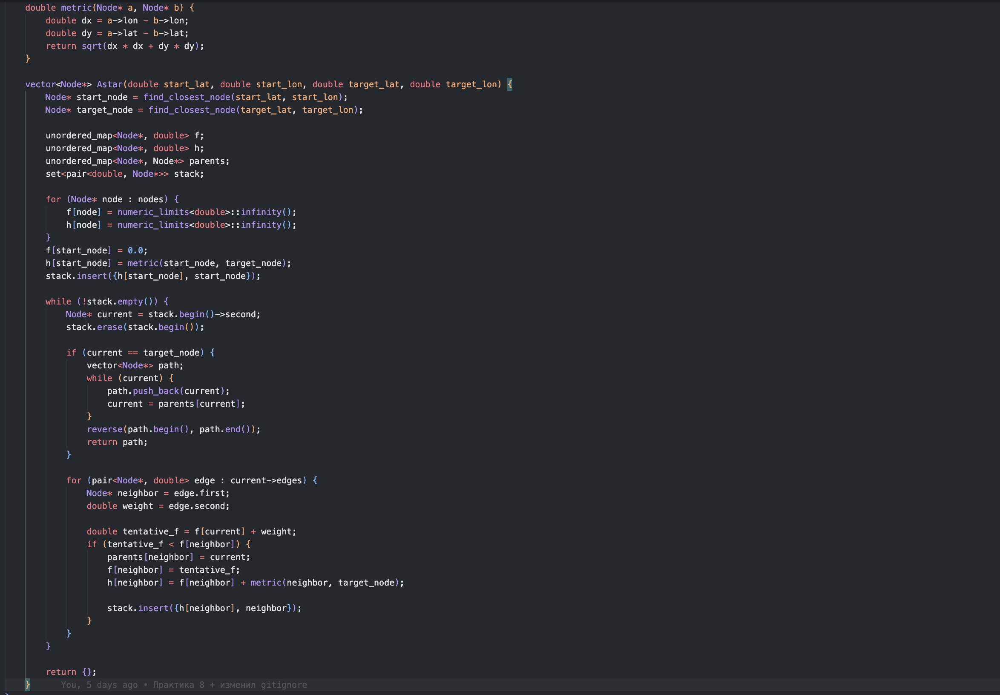 double metric(Node* a, Node* b) {
    double dx = a->lon - b->lon;
    double dy = a->lat - b->lat;
    return sqrt(dx * dx + dy * dy);
}

vector<Node*> Astar(double start_lat, double start_lon, double target_lat, double target_lon) {
    Node* start_node = find_closest_node(start_lat, start_lon);
    Node* target_node = find_closest_node(target_lat, target_lon);

    unordered_map<Node*, double> f;
    unordered_map<Node*, double> h;
    unordered_map<Node*, Node*> parents;
    set<pair<double, Node*>> stack;

    for (Node* node : nodes) {
        f[node] = numeric_limits<double>::infinity();
        h[node] = numeric_limits<double>::infinity();
    }
    f[start_node] = 0.0;
    h[start_node] = metric(start_node, target_node);
    stack.insert({h[start_node], start_node});

    while (!stack.empty()) {
        Node* current = stack.begin()->second;
        stack.erase(stack.begin());

        if (current == target_node) {
            vector<Node*> path;
            while (current) {
                path.push_back(current);
                current = parents[current];
            }
            reverse(path.begin(), path.end());
            return path;
        }

        for (pair<Node*, double> edge : current->edges) {
            Node* neighbor = edge.first;
            double weight = edge.second;

            double tentative_f = f[current] + weight;
            if (tentative_f < f[neighbor]) {
                parents[neighbor] = current;
                f[neighbor] = tentative_f;
                h[neighbor] = f[neighbor] + metric(neighbor, target_node);

                stack.insert({h[neighbor], neighbor});
            }
        }
    }

    return {};
}      You, 5 days ago • Практика 8 + изменил gitignore